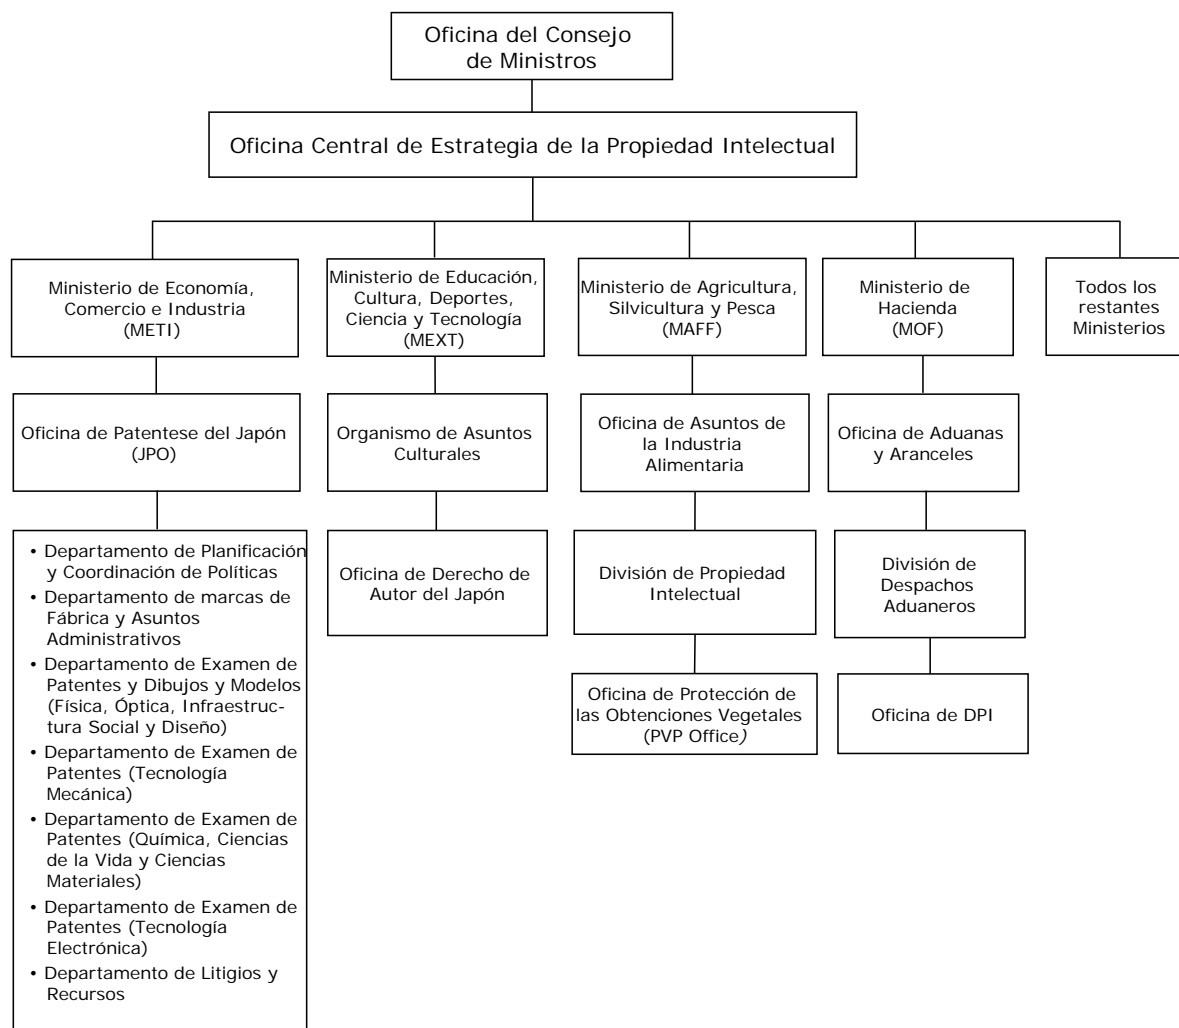 Oficina del Consejo
de Ministros
Oficina Central de Estrategia de la Propiedad Intelectual
Ministerio de Economía,
Comercio e Industria
(METI)
Ministerio de Educación,
Cultura, Deportes,
Ciencia y Tecnología
(MEXT)
Ministerio de Agricultura,
Silvicultura y Pesca
(MAFF)
Ministerio de
Hacienda
(MOF)
Todos los
restantes
Ministerios
Oficina de Patentese del Japón
(JPO)
Organismo de Asuntos
Culturales
Oficina de Asuntos de
la Industria
Alimentaria
Oficina de Aduanas
y Aranceles
• Departamento de Planificación
y Coordinación de Políticas
• Departamento de marcas de
Fábrica y Asuntos
Administrativos
• Departamento de Examen de
Patentes y Dibujos y Modelos
(Física, Óptica, Infraestruc-
tura Social y Diseño)
• Departamento de Examen de
Patentes (Tecnología
Mecánica)
• Departamento de Examen de
Patentes (Química, Ciencias
de la Vida y Ciencias
Materiales)
• Departamento de Examen de
Patentes (Tecnología
Electrónica)
• Departamento de Litigios y
Recursos
Oficina de Derecho de
Autor del Japón
División de Propiedad
Intelectual
División de
Despachos
Aduaneros
Oficina de Protección de
las Obtenciones Vegetales
(PVP Office)
Oficina de DPI